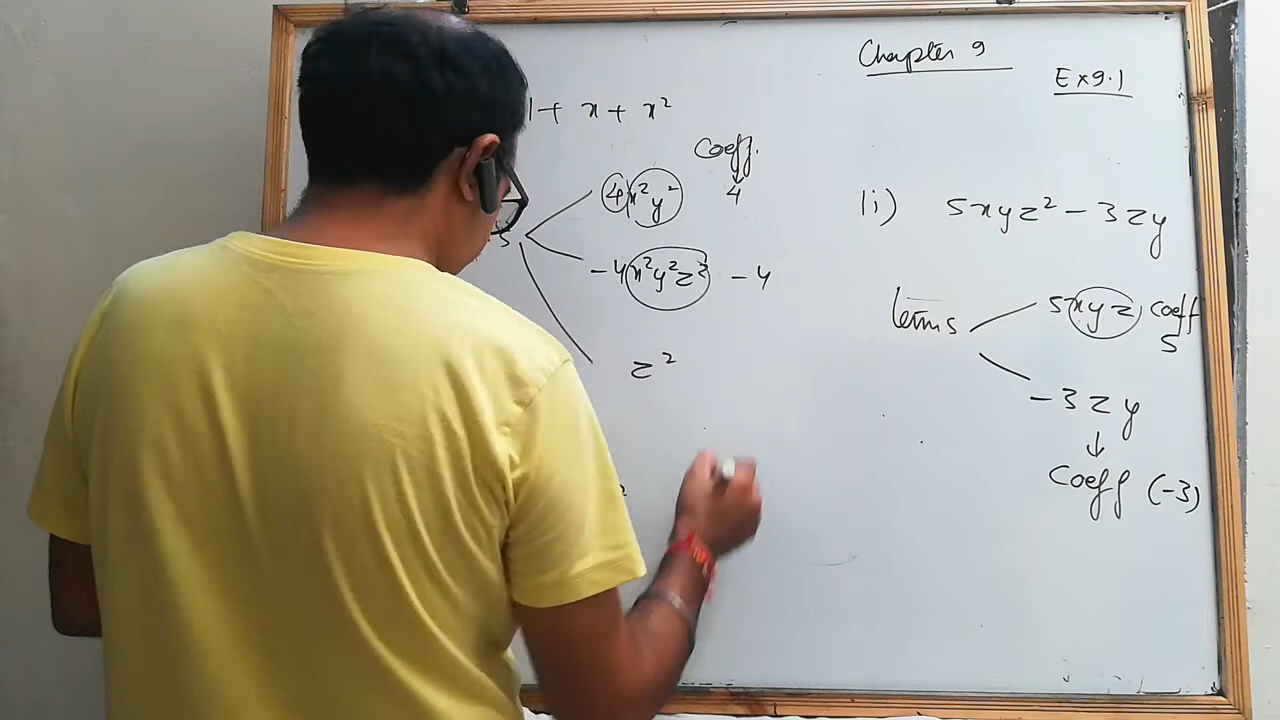 Chapter 9
Ex 9.1
1 + x + x²
Coeff.
4x²y² 4
-4x²y²z² -4
z²
(i) 5xyz² - 3zy
terms
5xyz coeff
5
-3zy
↓
Coeff (-3)